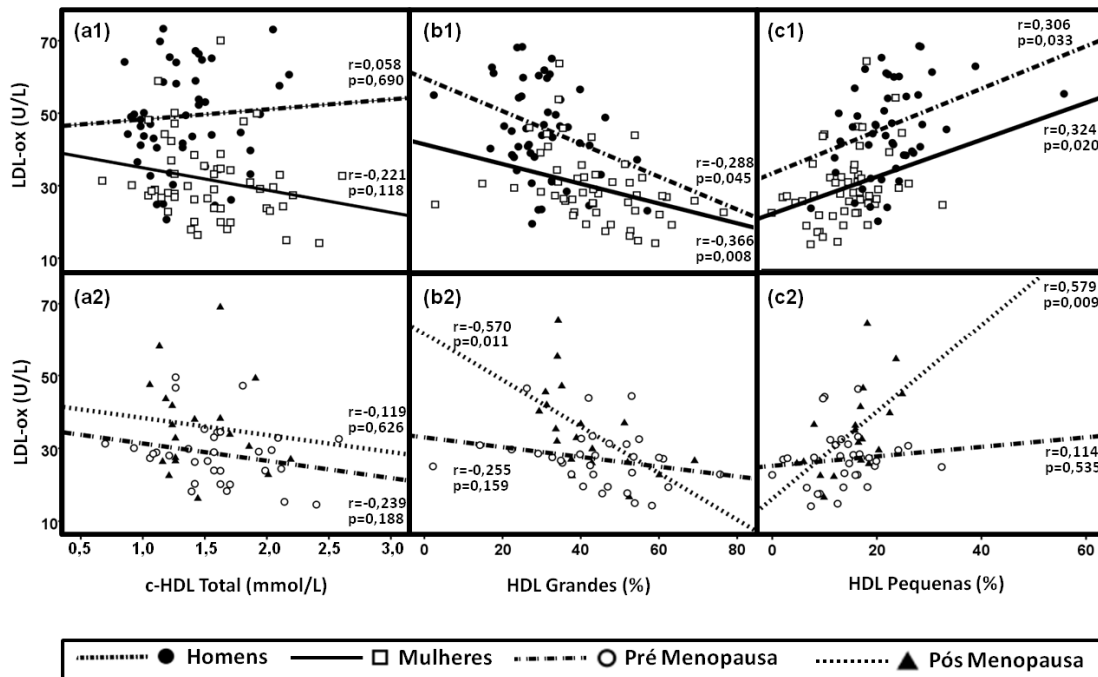 (a1)
r=0,058
p=0,690
r=-0,221
p=0,118
(b1)
r=-0,288
p=0,045
r=-0,366
p=0,008
(c1)
r=0,306
p=0,033
r=0,324
p=0,020
LDL-ox (U/L)
70
50
30
10
(a2)
r=-0,119
p=0,626
r=-0,239
p=0,188
(b2)
r=-0,570
p=0,011
r=-0,255
p=0,159
(c2)
r=0,579
p=0,009
r=0,114
p=0,535
LDL-ox (U/L)
70
50
30
10
0,5 1,0 1,5 2,0 2,5 3,0
0 20 40 60 80
0 20 40 60
c-HDL Total (mmol/L)
HDL Grandes (%)
HDL Pequenas (%)
Homens Mulheres Pré Menopausa Pós Menopausa